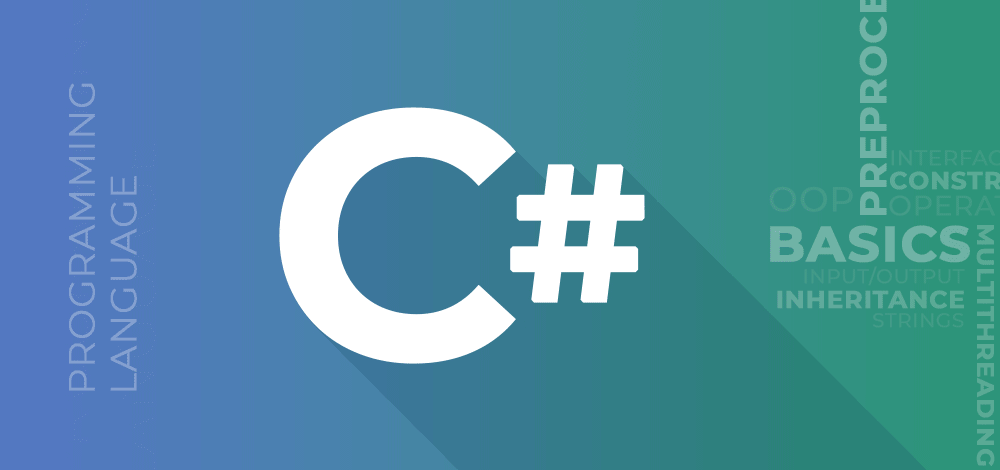 PROGRAMMING
LANGUAGE
C#
PREPROCE
INTERFAC
CONSTR
OOP
OPERA
BASICS
INPUT/OUTPUT
INHERITANCE
STRINGS
MULTITHREADING